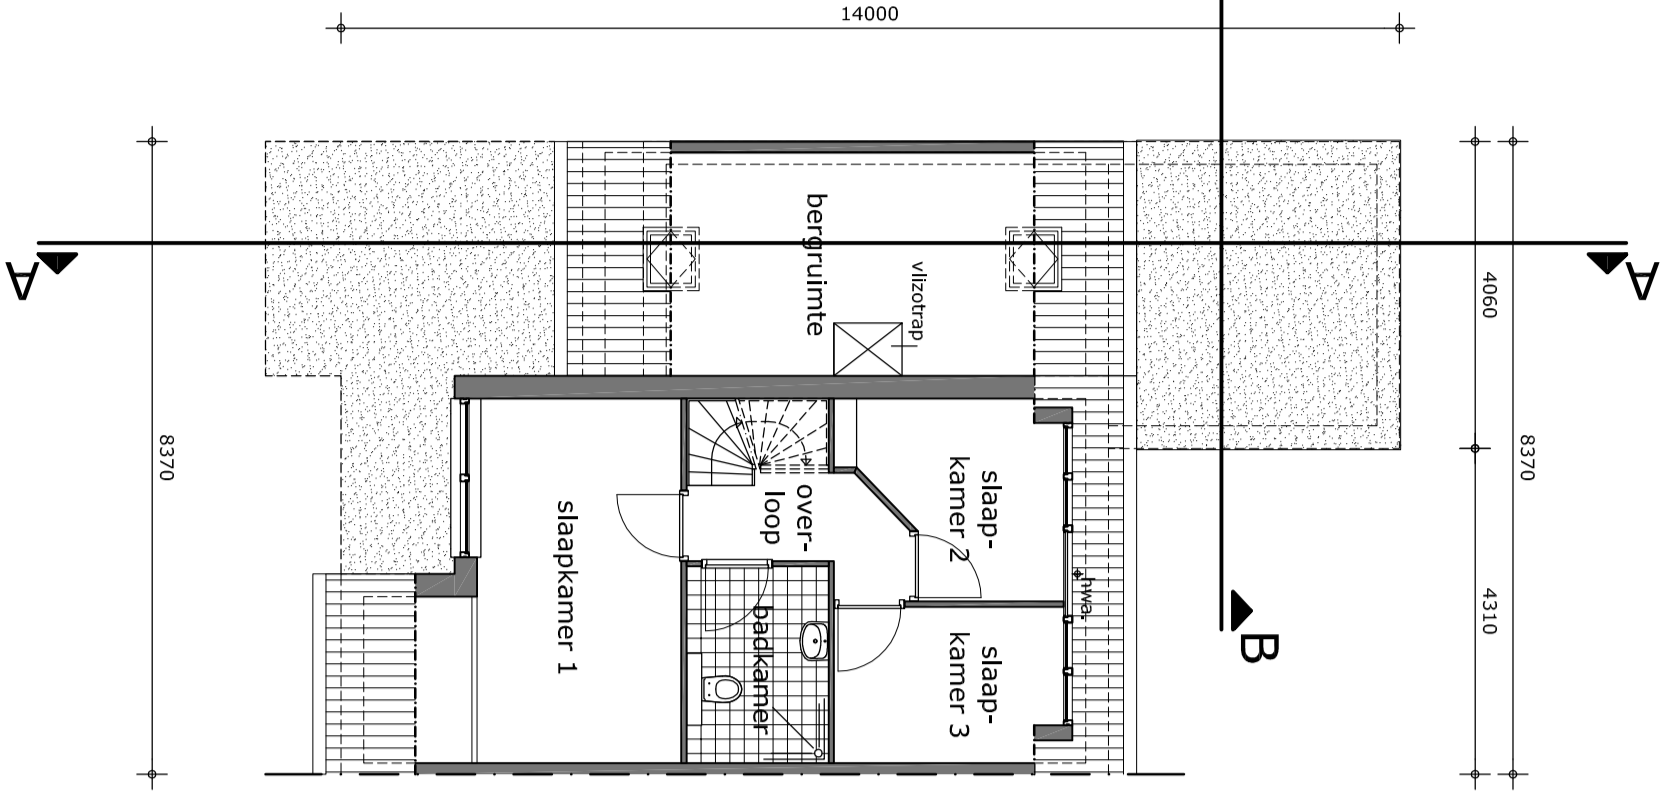 14000
A
A
B
bergruimte
vlizotrap
4060
8370
8370
4310
slaap-
kamer 2
over-
loop
slaapkamer 1
badkamer
slaap-
kamer 3
hwa.